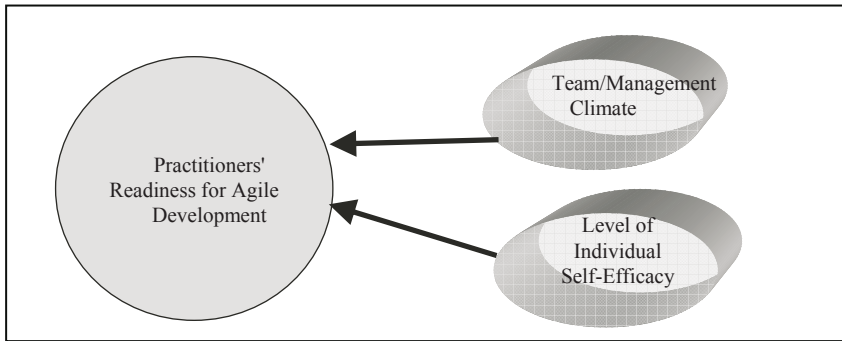 Practitioners'
Readiness for Agile
Development
Team/Management
Climate
Level of
Individual
Self-Efficacy